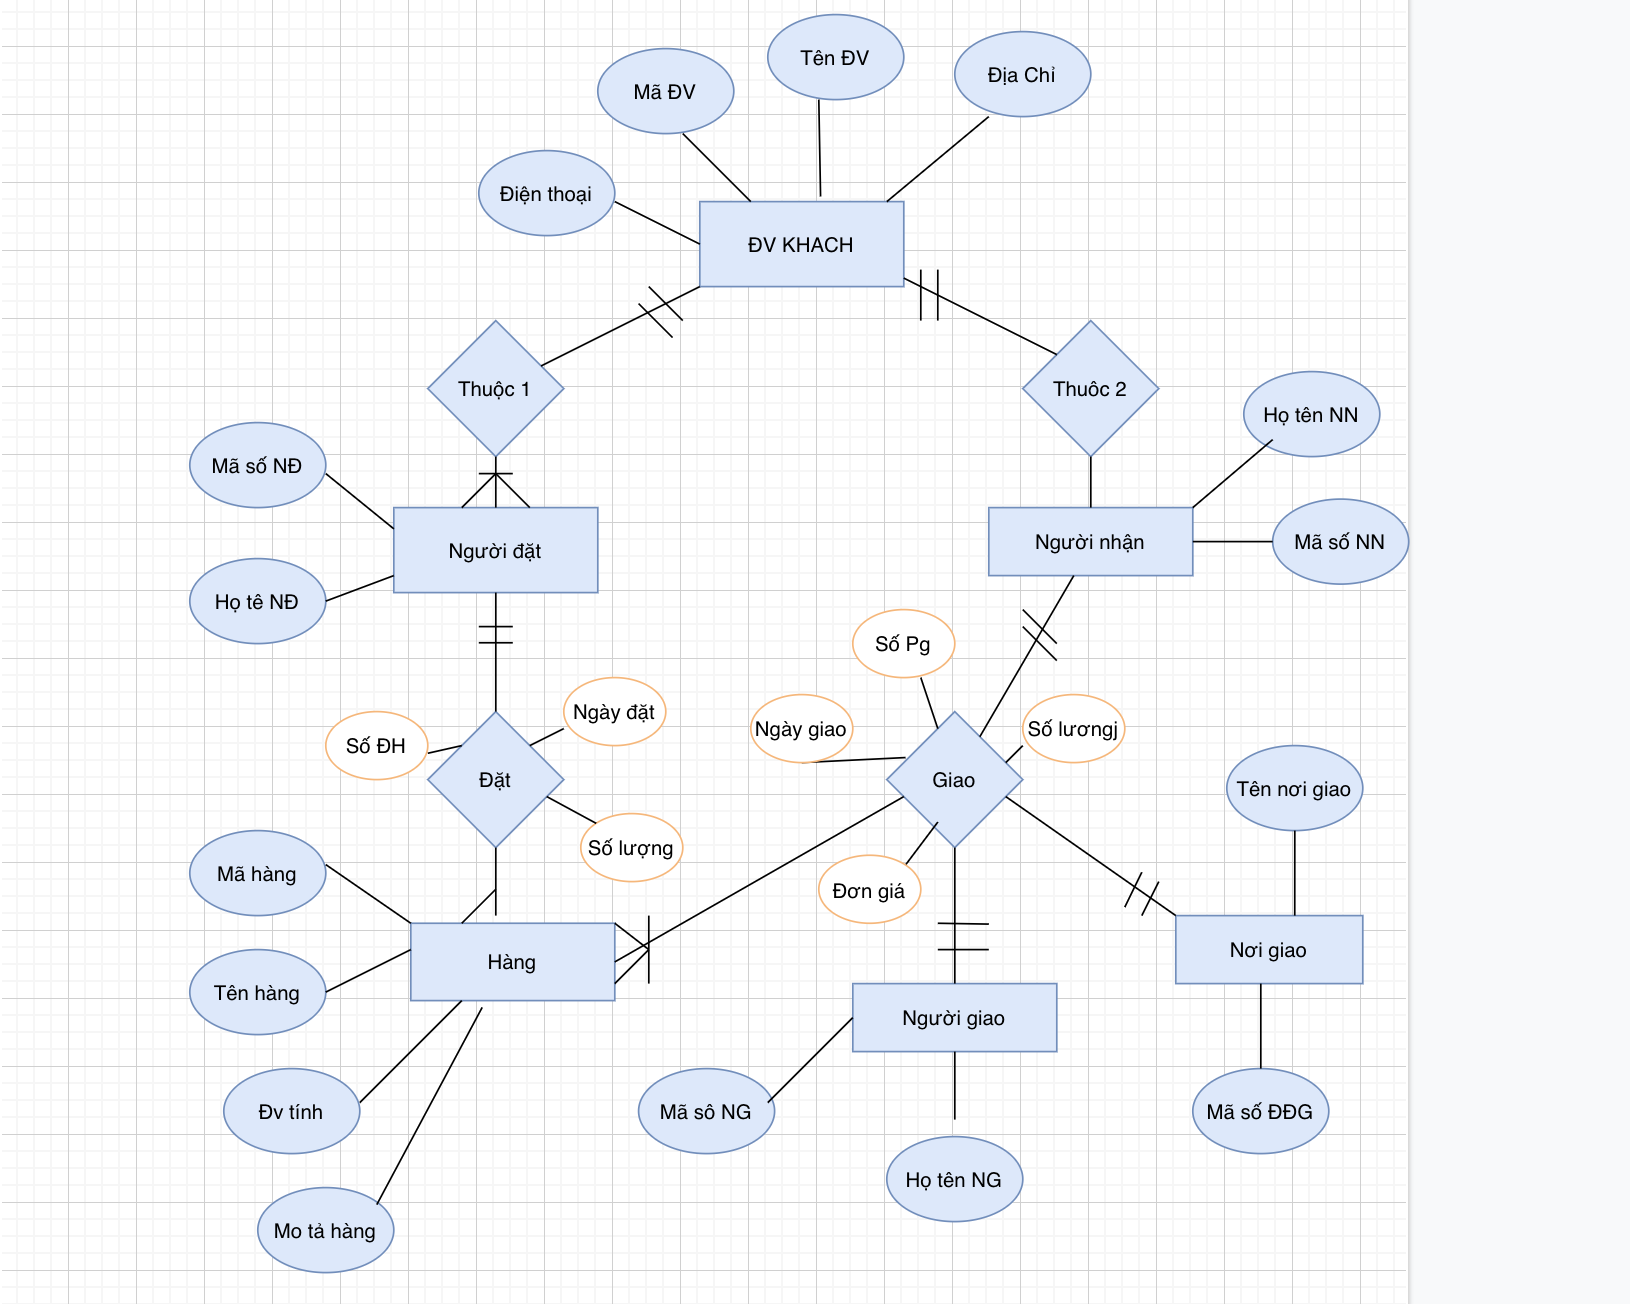 Tên ĐV
Địa Chỉ
Mã ĐV
Điện thoại
ĐV KHACH
Thuộc 1
Thuôc 2
Họ tên NN
Mã số NĐ
Người đặt
Người nhận
Mã số NN
Họ tê NĐ
Số Pg
Ngày đặt
Số ĐH
Ngày giao
Số lươngj
Đặt
Giao
Tên nơi giao
Số lượng
Mã hàng
Đơn giá
Hàng
Nơi giao
Tên hàng
Người giao
Đv tính
Mã sô NG
Mã số ĐĐG
Họ tên NG
Mo tả hàng